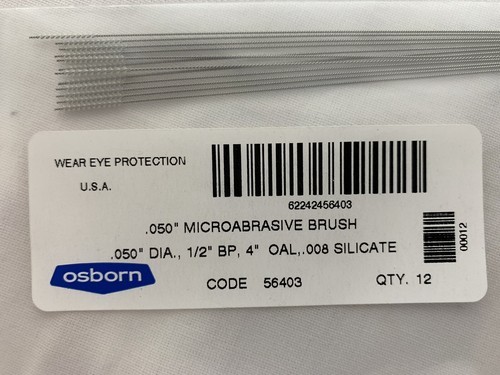 WEAR EYE PROTECTION
U.S.A.
62242456403
.050" MICROABRASIVE BRUSH
.050" DIA., 1/2" BP, 4" OAL,.008 SILICATE
00012
osborn
CODE 56403
QTY. 12